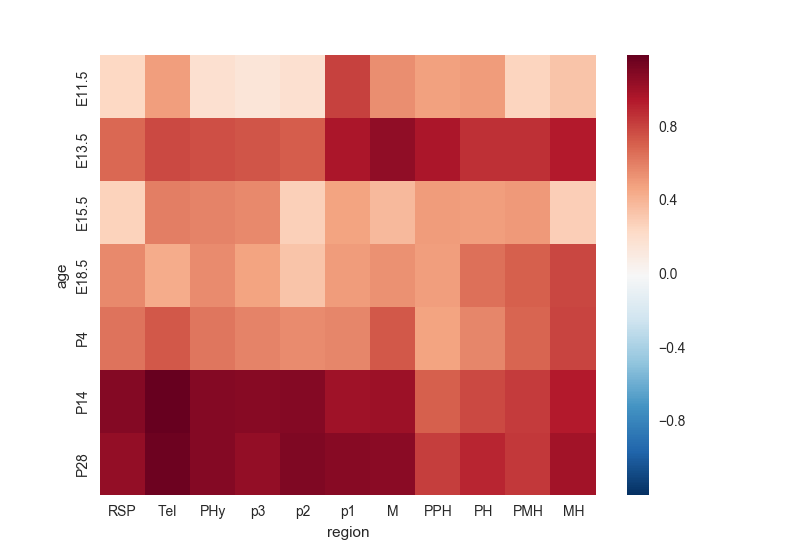 E11.5
E13.5
E15.5
E18.5
P4
P14
P28
age
RSP Tel PHy p3 p2 p1 M PPH PH PMH MH
region
0.8
0.4
0.0
−0.4
−0.8